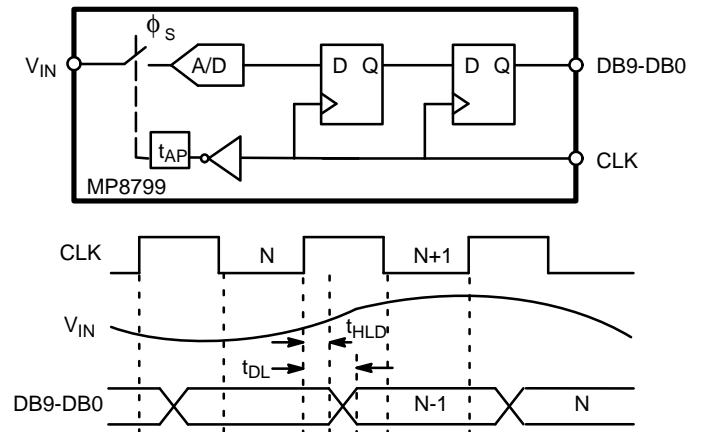 ϕS
VIN
A/D
D Q
D Q
DB9-DB0
tAP
CLK
MP8799
CLK
N
N+1
VIN
tHLD
tDL
DB9-DB0
N-1
N